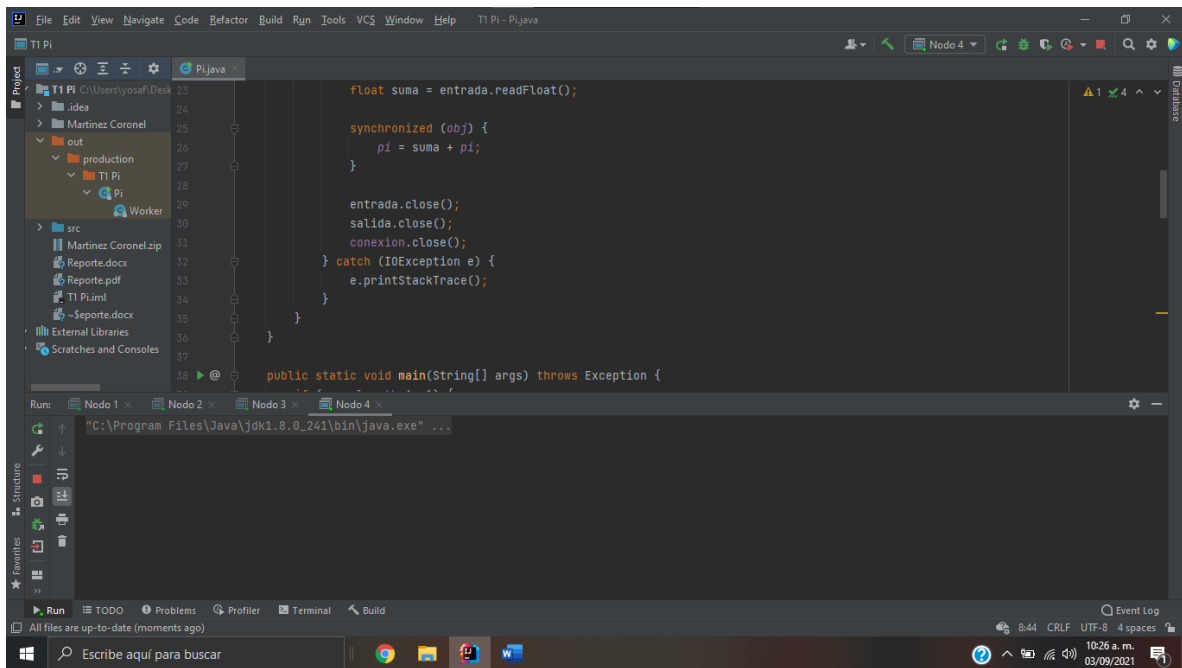 File Edit View Navigate Code Refactor Build Run Tools VCS Window Help T1 Pi - Pi.java
T1 Pi
Nodo 4
Project
Pi.java
T1 Pi C:\Users\yosaf\Desk
.idea
Martinez Coronel
out
production
T1 Pi
Pi
Worker
src
Martinez Coronel.zip
Reporte.docx
Reporte.pdf
T1 Pi.iml
~$eporte.docx
External Libraries
Scratches and Consoles
23 float suma = entrada.readFloat();
24
25 synchronized (obj) {
26 pi = suma + pi;
27 }
28
29 entrada.close();
30 salida.close();
31 conexion.close();
32 } catch (IOException e) {
33 e.printStackTrace();
34 }
35 }
36 }
37
38 @ public static void main(String[] args) throws Exception {
1 4
Database
Run: Nodo 1 Nodo 2 Nodo 3 Nodo 4
"C:\Program Files\Java\jdk1.8.0_241\bin\java.exe" ...
Structure
Favorites
Run TODO Problems Profiler Terminal Build Event Log
All files are up-to-date (moments ago) 8:44 CRLF UTF-8 4 spaces
Escribe aquí para buscar
10:26 a. m.
03/09/2021